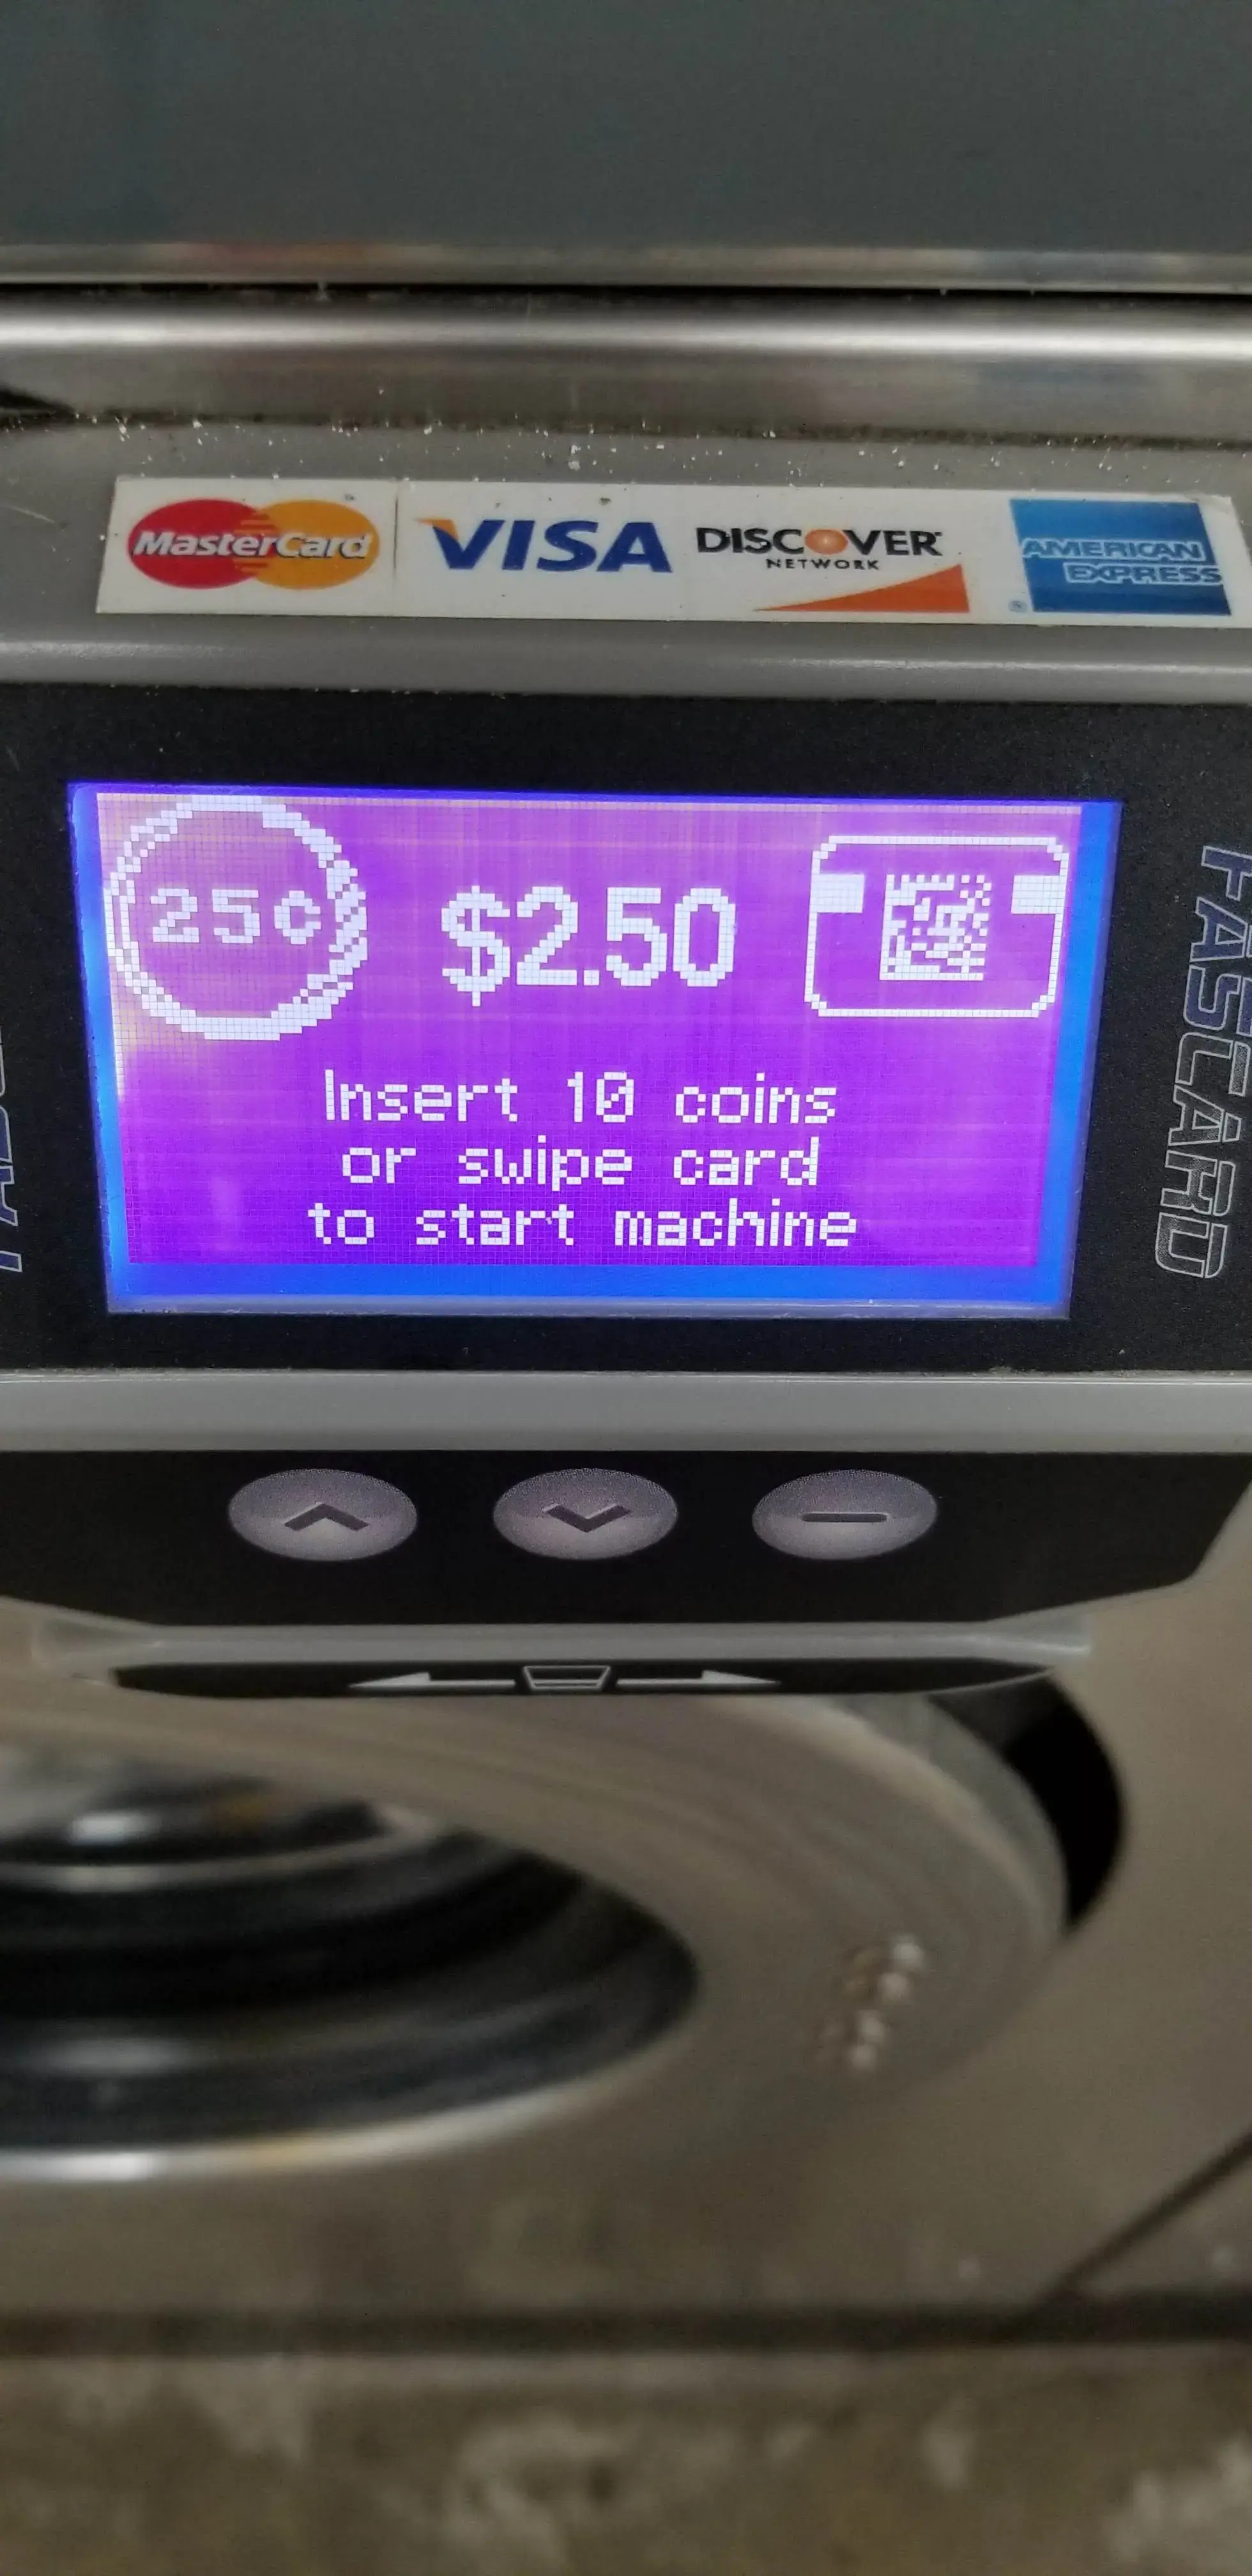 MasterCard VISA DISCOVER NETWORK AMERICAN EXPRESS
25¢ $2.50
Insert 10 coins
or swipe card
to start machine
FASCARD